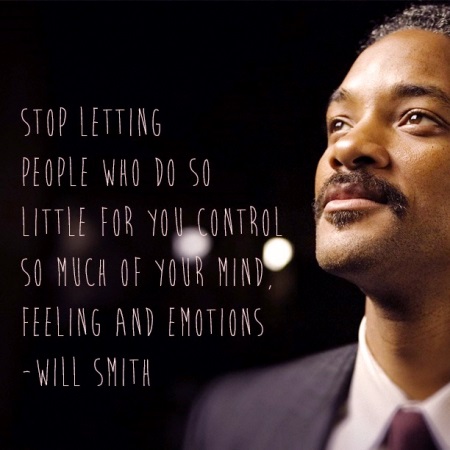 STOP LETTING
PEOPLE WHO DO SO
LITTLE FOR YOU CONTROL
SO MUCH OF YOUR MIND,
FEELING AND EMOTIONS
-WILL SMITH